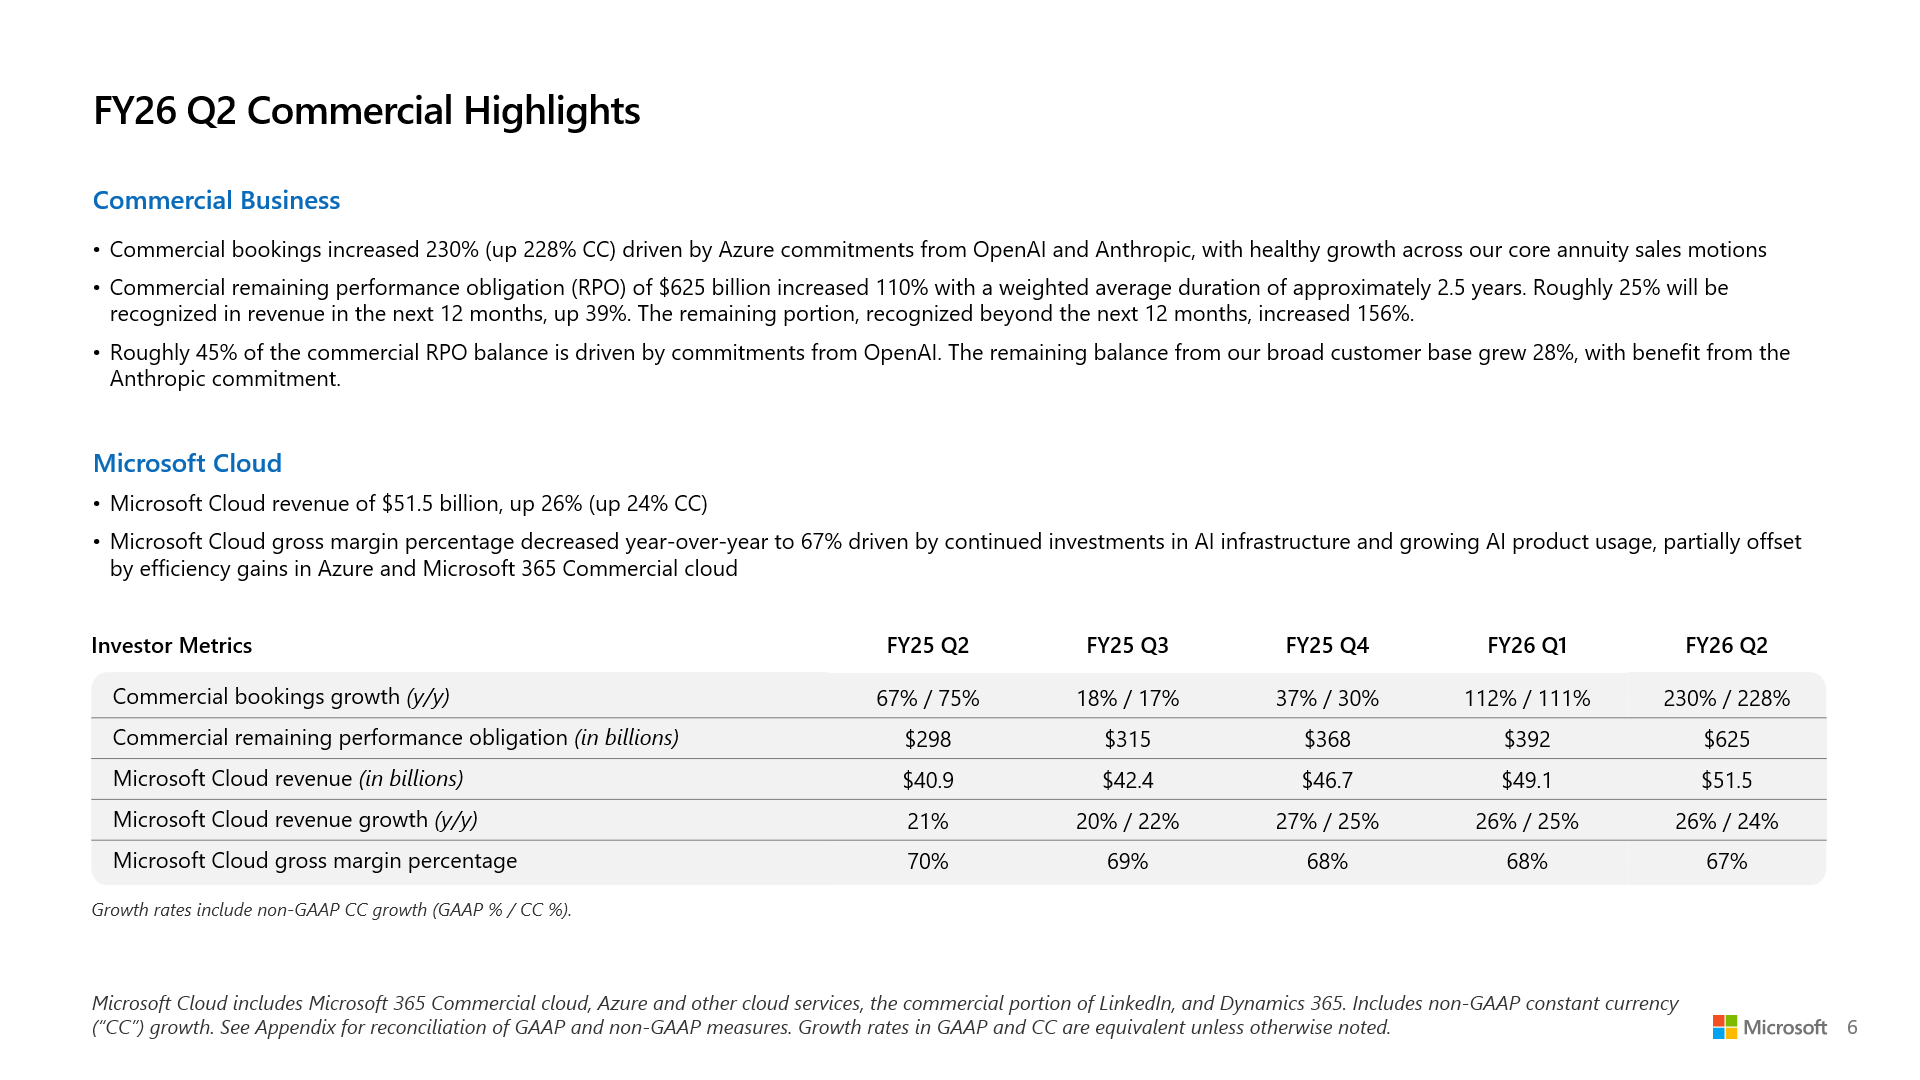 FY26 Q2 Commercial Highlights
Commercial Business
• Commercial bookings increased 230% (up 228% CC) driven by Azure commitments from OpenAI and Anthropic, with healthy growth across our core annuity sales motions
• Commercial remaining performance obligation (RPO) of $625 billion increased 110% with a weighted average duration of approximately 2.5 years. Roughly 25% will be
recognized in revenue in the next 12 months, up 39%. The remaining portion, recognized beyond the next 12 months, increased 156%.
• Roughly 45% of the commercial RPO balance is driven by commitments from OpenAI. The remaining balance from our broad customer base grew 28%, with benefit from the
Anthropic commitment.
Microsoft Cloud
• Microsoft Cloud revenue of $51.5 billion, up 26% (up 24% CC)
• Microsoft Cloud gross margin percentage decreased year-over-year to 67% driven by continued investments in AI infrastructure and growing AI product usage, partially offset
by efficiency gains in Azure and Microsoft 365 Commercial cloud
Investor Metrics FY25 Q2 FY25 Q3 FY25 Q4 FY26 Q1 FY26 Q2
Commercial bookings growth (y/y) 67% / 75% 18% / 17% 37% / 30% 112% / 111% 230% / 228%
Commercial remaining performance obligation (in billions) $298 $315 $368 $392 $625
Microsoft Cloud revenue (in billions) $40.9 $42.4 $46.7 $49.1 $51.5
Microsoft Cloud revenue growth (y/y) 21% 20% / 22% 27% / 25% 26% / 25% 26% / 24%
Microsoft Cloud gross margin percentage 70% 69% 68% 68% 67%
Growth rates include non-GAAP CC growth (GAAP % / CC %).
Microsoft Cloud includes Microsoft 365 Commercial cloud, Azure and other cloud services, the commercial portion of LinkedIn, and Dynamics 365. Includes non-GAAP constant currency
(“CC”) growth. See Appendix for reconciliation of GAAP and non-GAAP measures. Growth rates in GAAP and CC are equivalent unless otherwise noted.
Microsoft 6